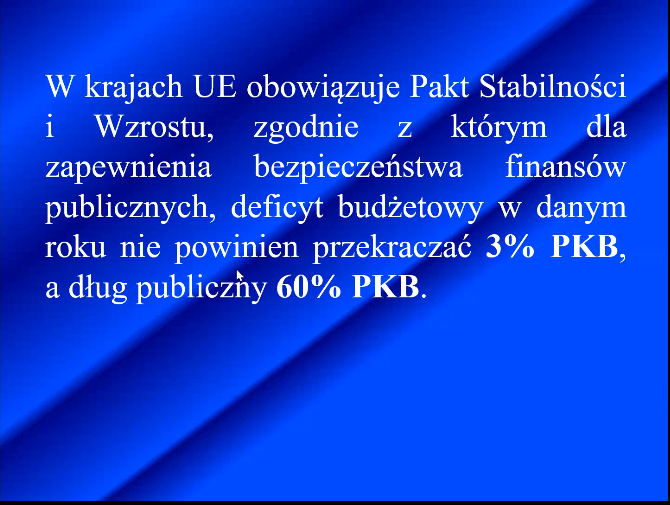 W krajach UE obowiązuje Pakt Stabilności
i Wzrostu, zgodnie z którym dla
zapewnienia bezpieczeństwa finansów
publicznych, deficyt budżetowy w danym
roku nie powinien przekraczać 3% PKB,
a dług publiczny 60% PKB.